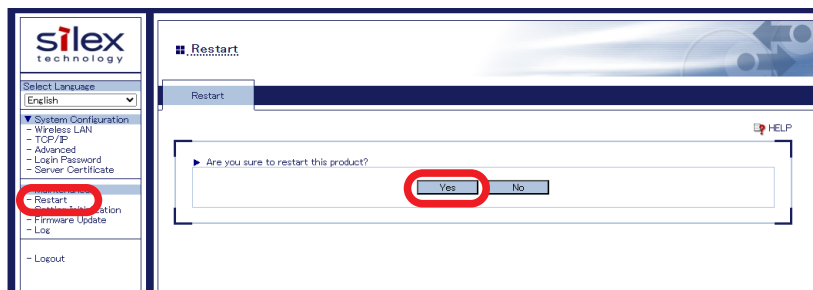 silex
technology
Select Language
English
▼ System Configuration
- Wireless LAN
- TCP/IP
- Advanced
- Login Password
- Server Certificate
- Maintenance
- Restart
- Firmware Update
- Log
- Logout
Restart
Restart
HELP
Are you sure to restart this product?
Yes No